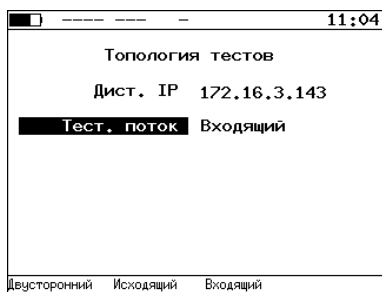 ---- --- - 11:04
Топология тестов
Дист. IP 172.16.3.143
Тест. поток Входящий
Двусторонний Исходящий Входящий